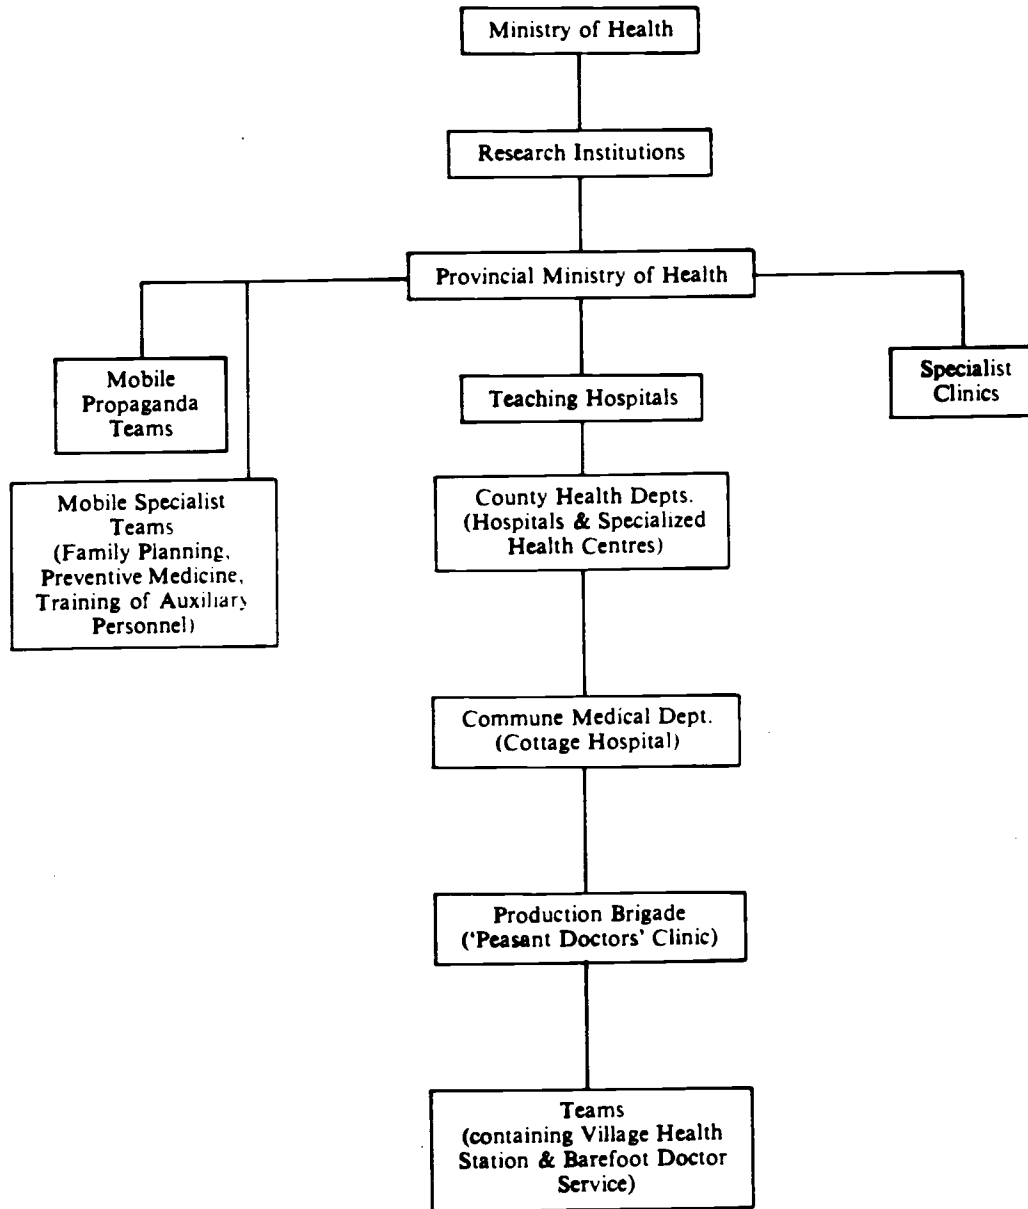 Ministry of Health
Research Institutions
Provincial Ministry of Health
Mobile
Propaganda
Teams
Teaching Hospitals
Specialist
Clinics
Mobile Specialist
Teams
(Family Planning,
Preventive Medicine,
Training of Auxiliary
Personnel)
County Health Depts.
(Hospitals & Specialized
Health Centres)
Commune Medical Dept.
(Cottage Hospital)
Production Brigade
('Peasant Doctors' Clinic)
Teams
(containing Village Health
Station & Barefoot Doctor
Service)